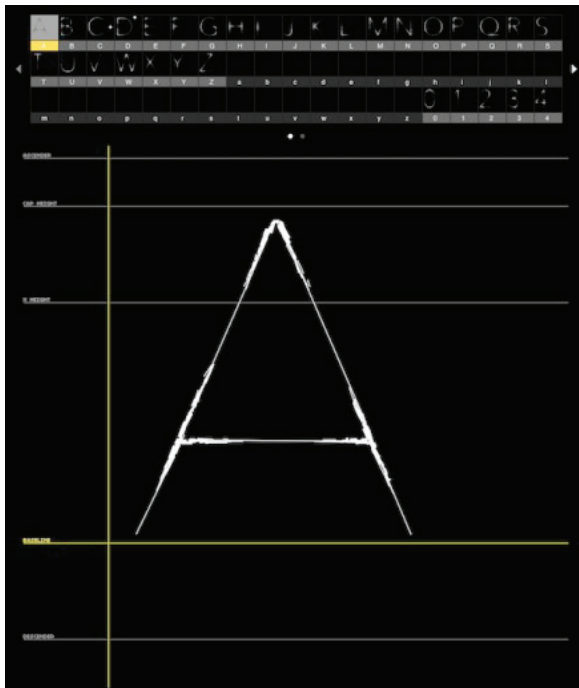 A B C D E F G H I J K L M N O P Q R S
A B C D E F G H I J K L M N O P Q R S
T U V W X Y Z
T U V W X Y Z a b c d e f g h i j k l
0 1 2 3 4
m n o p q r s t u v w x y z 0 1 2 3 4
ASCENDER
CAP HEIGHT
X HEIGHT
A
BASELINE
DESCENDER